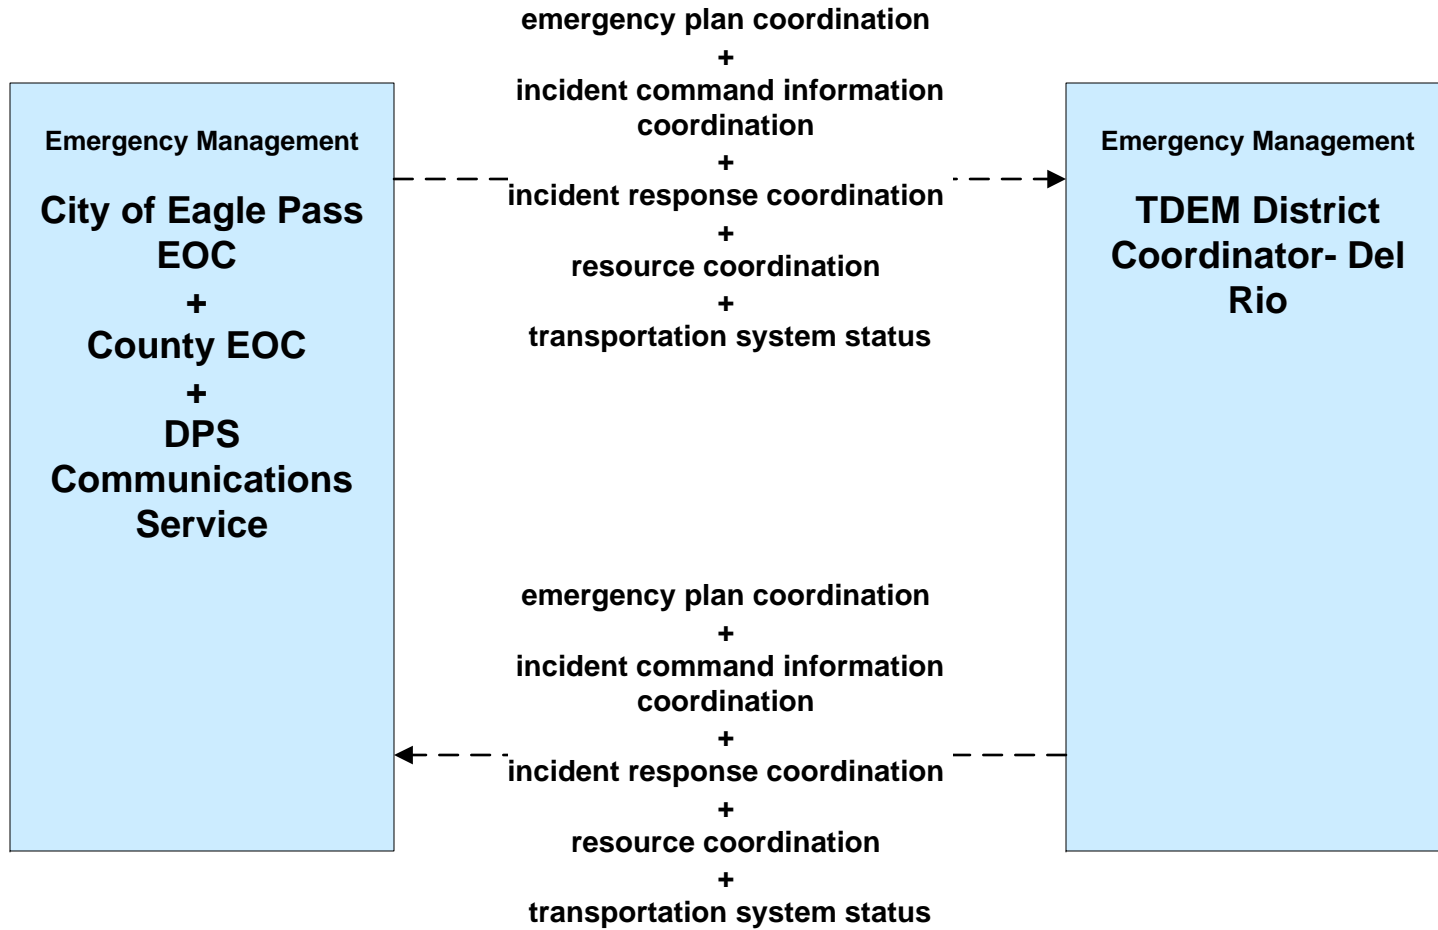 emergency plan coordination
+
incident command information
coordination
+
incident response coordination
+
resource coordination
+
transportation system status
Emergency Management
City of Eagle Pass
EOC
+
County EOC
+
DPS
Communications
Service
Emergency Management
TDEM District
Coordinator- Del
Rio
emergency plan coordination
+
incident command information
coordination
+
incident response coordination
+
resource coordination
+
transportation system status